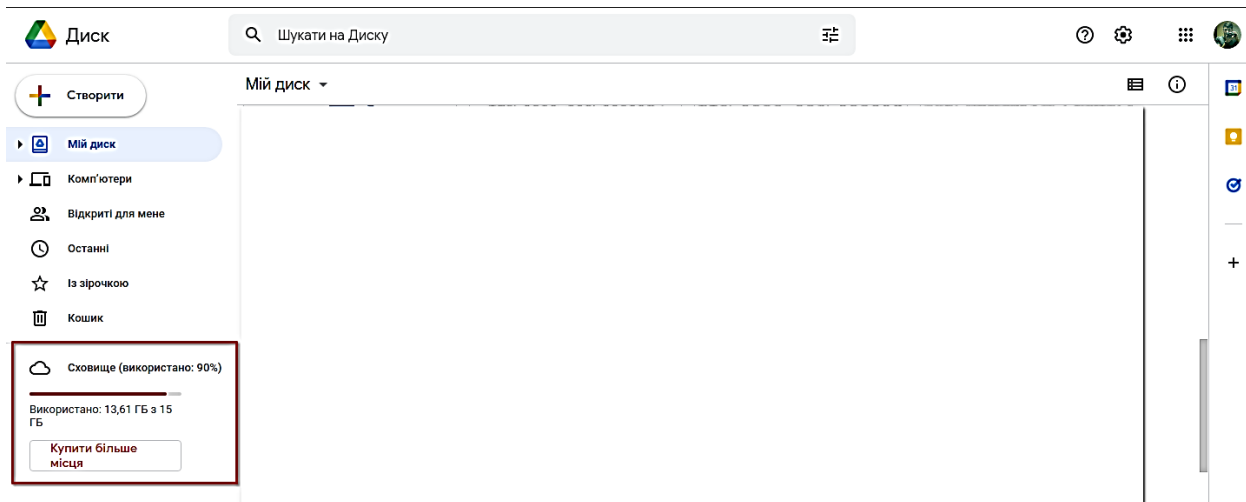 Диск
Шукати на Диску
Створити
Мій диск
31
Мій диск
Комп'ютери
Відкриті для мене
Останні
Із зірочкою
Кошик
Сховище (використано: 90%)
Використано: 13,61 ГБ з 15
ГБ
Купити більше
місця